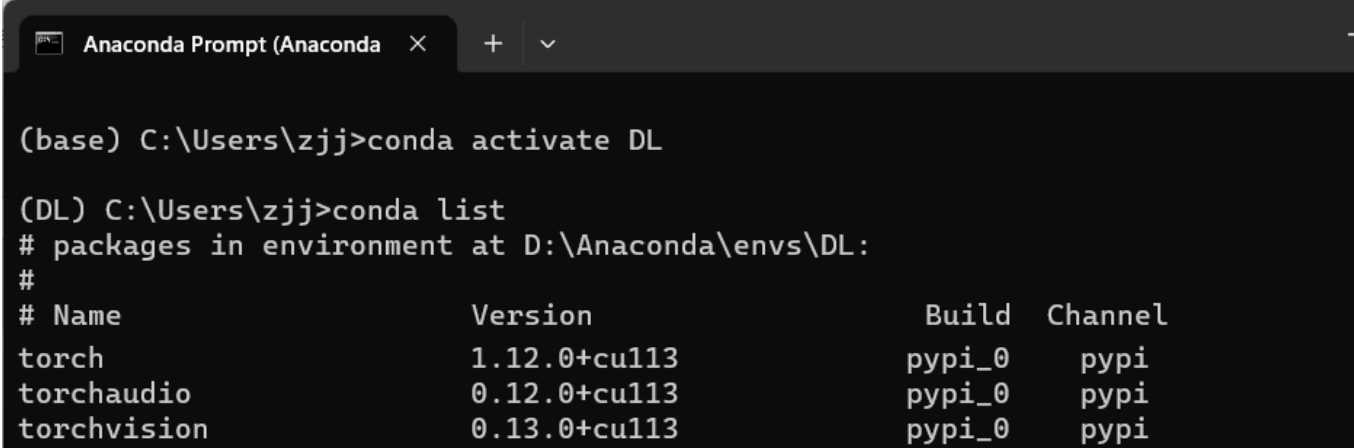 Anaconda Prompt (Anaconda
(base) C:\Users\zjj>conda activate DL
(DL) C:\Users\zjj>conda list
# packages in environment at D:\Anaconda\envs\DL:
#
# Name Version Build Channel
torch 1.12.0+cu113 pypi_0 pypi
torchaudio 0.12.0+cu113 pypi_0 pypi
torchvision 0.13.0+cu113 pypi_0 pypi